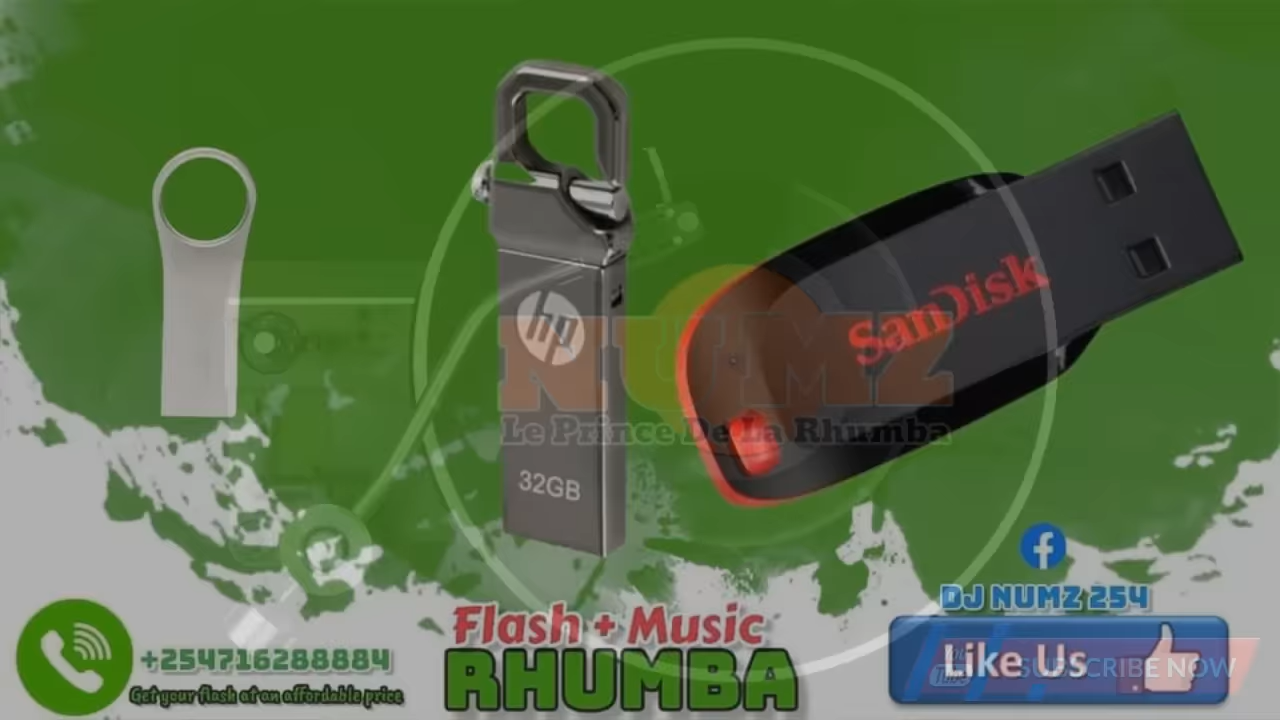 hp
32GB
SanDisk
NUMZ
Le Prince De La Rhumba
+254716288884
Get your flash at an affordable price
Flash + Music
RHUMBA
DJ NUMZ 254
Like Us
SUBSCRIBE NOW